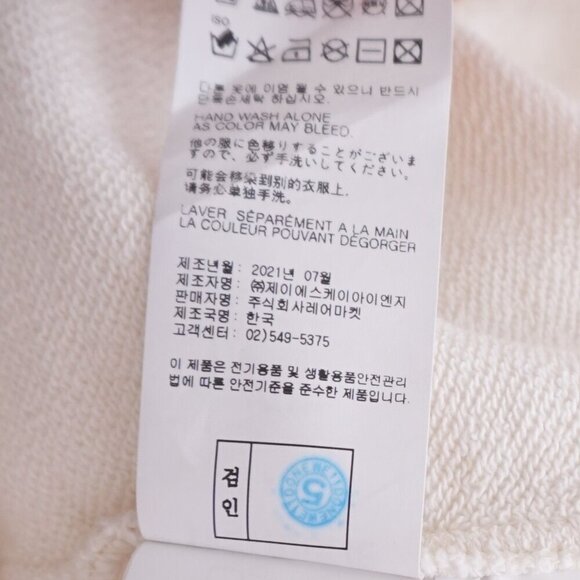 ISO
다른 옷에 이염 될 수 있으니 반드시
단독손세탁 하십시오.
HAND WASH ALONE
AS COLOR MAY BLEED.
他の服に色移りすることがございま
すので、必ず手洗いしてください。
可能会移染到别的衣服上,
请务必单独手洗。
LAVER SÉPARÉMENT A LA MAIN
LA COULEUR POUVANT DÉGORGER
제조년월: 2021년 07월
제조자명: ㈜제이에스케이아이엔지
판매자명: 주식회사레어마켓
제조국명: 한국
고객센터: 02)549-5375
이 제품은 전기용품 및 생활용품안전관리
법에 따른 안전기준을 준수한 제품입니다.
검인
5